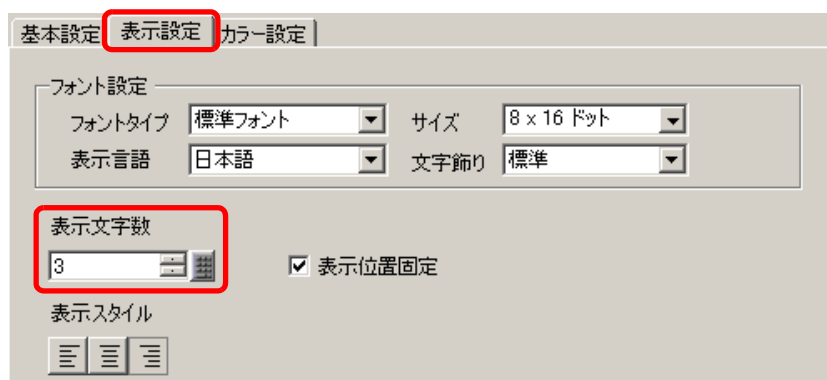 基本設定 表示設定 カラー設定
フォント設定
フォントタイプ 標準フォント サイズ 8 x 16 ドット
表示言語 日本語 文字飾り 標準
表示文字数
3 表示位置固定
表示スタイル